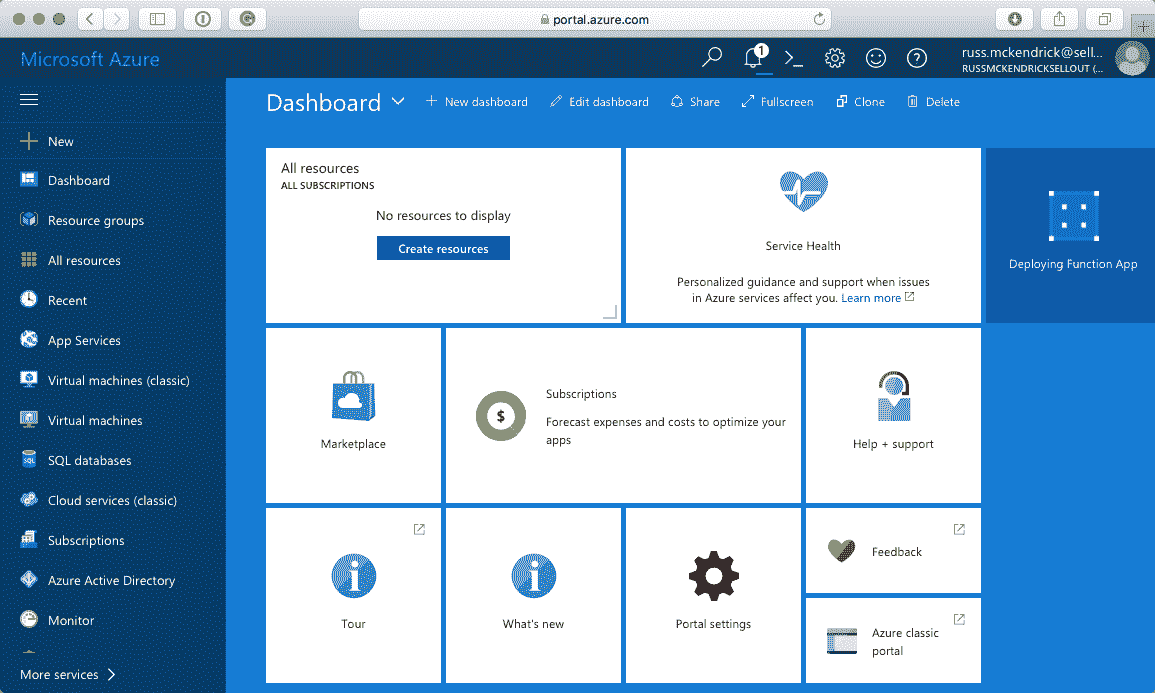 portal.azure.com
Microsoft Azure
1
russ.mckendrick@sell...
RUSSMCKENDRICKSELLOUT (...
Dashboard
New dashboard
Edit dashboard
Share
Fullscreen
Clone
Delete
New
Dashboard
Resource groups
All resources
Recent
App Services
Virtual machines (classic)
Virtual machines
SQL
SQL databases
Cloud services (classic)
Subscriptions
Azure Active Directory
Monitor
More services
All resources
ALL SUBSCRIPTIONS
No resources to display
Create resources
Service Health
Personalized guidance and support when issues
in Azure services affect you. Learn more
Deploying Function App
Marketplace
$
Subscriptions
Forecast expenses and costs to optimize your
apps
Help + support
Tour
What's new
Portal settings
Feedback
Azure classic
portal